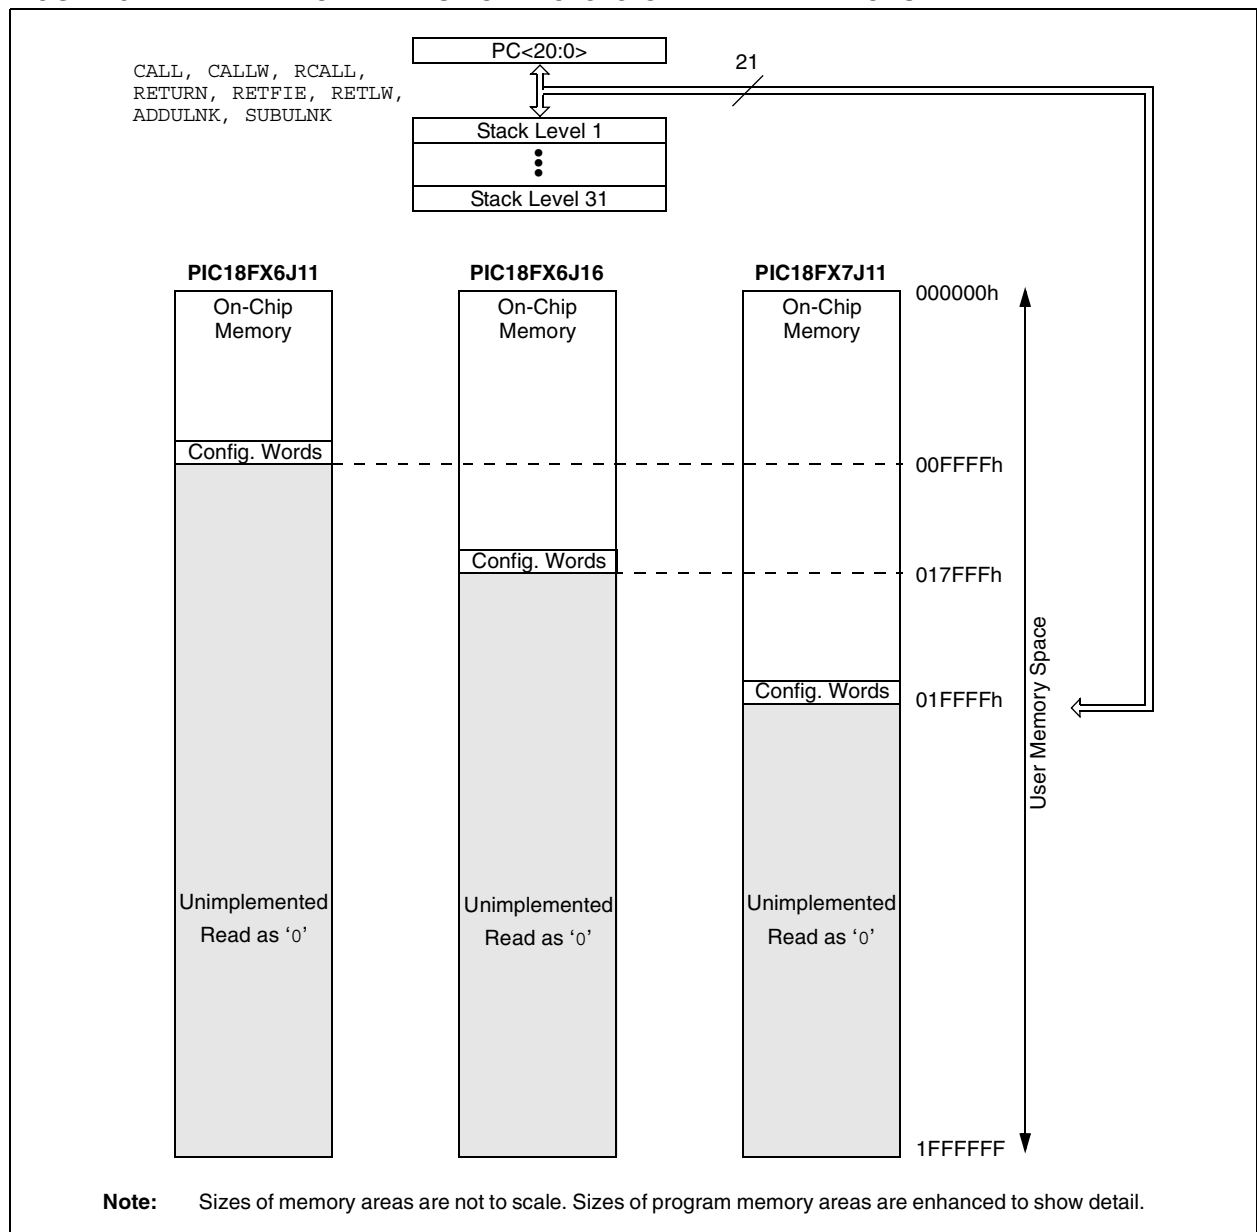 PC<20:0>
21
CALL, CALLW, RCALL,
RETURN, RETFIE, RETLW,
ADDULNK, SUBULNK
Stack Level 1
Stack Level 31
PIC18FX6J11
PIC18FX6J16
PIC18FX7J11
On-Chip
Memory
On-Chip
Memory
On-Chip
Memory
000000h
Config. Words
00FFFFh
Config. Words
017FFFh
Config. Words
01FFFFh
User Memory Space
Unimplemented
Read as ‘0’
Unimplemented
Read as ‘0’
Unimplemented
Read as ‘0’
1FFFFFF
Note: Sizes of memory areas are not to scale. Sizes of program memory areas are enhanced to show detail.